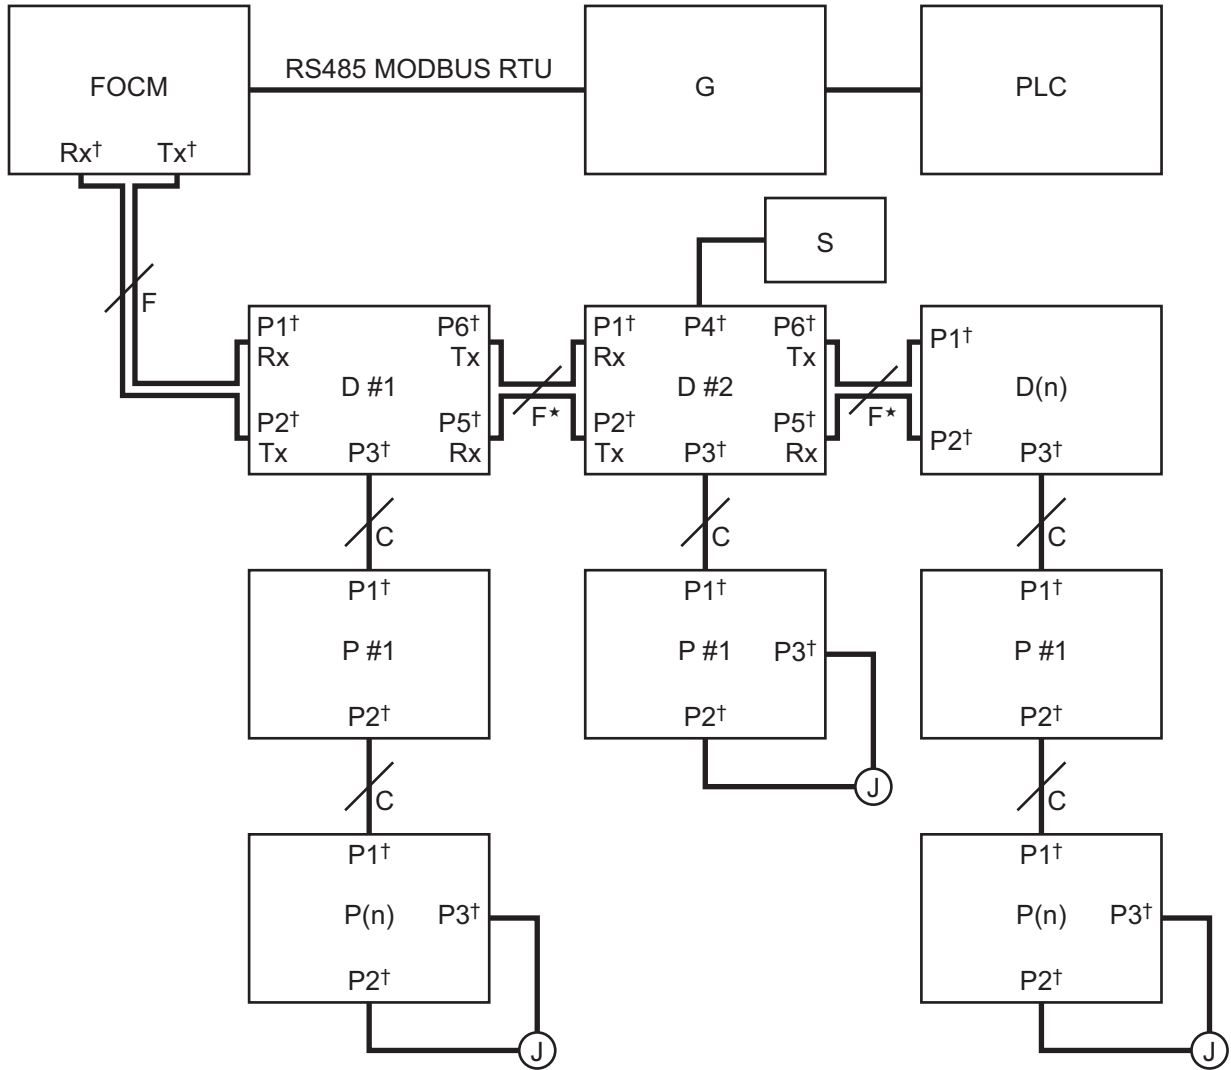 FOCM
RS485 MODBUS RTU
G
PLC
Rx† Tx†
S
F
P1† P6†
Rx Tx
D #1
P2† P5†
Tx P3† Rx
F★
P1† P4† P6†
Rx Tx
D #2
P2† P5†
Tx P3† Rx
F★
P1†
D(n)
P2†
P3†
C
C
C
P1†
P #1
P2†
P1†
P #1 P3†
P2†
J
P1†
P #1
P2†
C
C
P1†
P(n) P3†
P2†
J
P1†
P(n) P3†
P2†
J